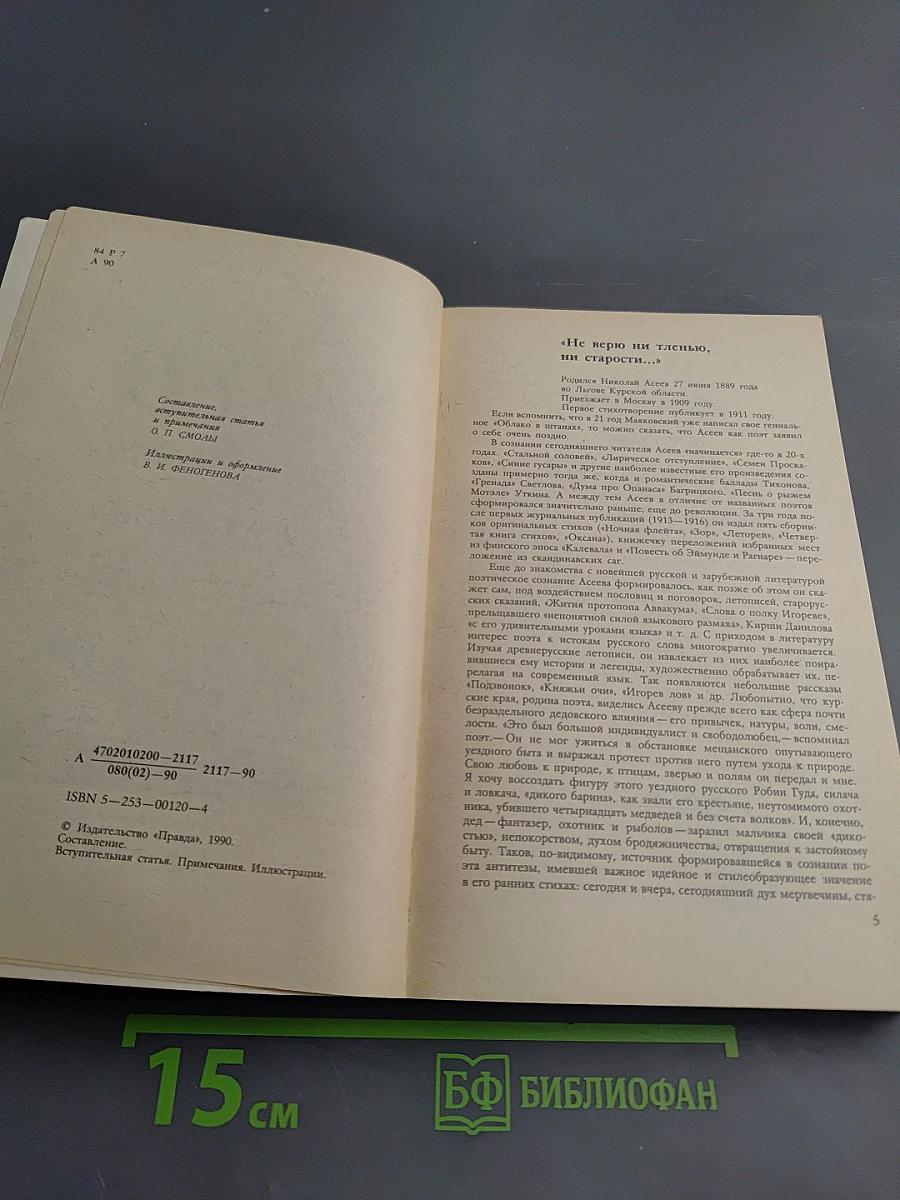 84 Р 7
А 90
Составление,
вступительная статья
и примечания
О. П. СМОЛЫ
Иллюстрации и оформление
В. И. ФЕНОГЕНОВА
А 4702010200—2117
080(02)—90 2117—90
ISBN 5—253—00120—4
© Издательство «Правда», 1990.
Составление.
Вступительная статья. Примечания. Иллюстрации.
«Не верю ни тленью,
ни старости...»
Родился Николай Асеев 27 июня 1889 года
во Льгове Курской области.
Приезжает в Москву в 1909 году.
Первое стихотворение публикует в 1911 году.
Если вспомнить, что в 21 год Маяковский уже написал свое гениаль-
ное «Облако в штанах», то можно сказать, что Асеев как поэт заявил
о себе очень поздно.
В сознании сегодняшнего читателя Асеев «начинается» где-то в 20-х
годах. «Стальной соловей», «Лирическое отступление», «Семен Проска-
ков», «Синие гусары» и другие наиболее известные его произведения со-
зданы примерно тогда же, когда и романтические баллады Тихонова,
«Гренада» Светлова, «Дума про Опанаса» Багрицкого, «Песнь о рыжем
Мотэле» Уткина. А между тем Асеев в отличие от названных поэтов
сформировался значительно раньше, еще до революции. За три года по-
сле первых журнальных публикаций (1913—1916) он издал пять сборни-
ков оригинальных стихов («Ночная флейта», «Зор», «Леторей», «Четвер-
тая книга стихов», «Оксана»), книжечку переложений избранных мест
из финского эпоса «Калевала» и «Повесть об Эймунде и Рагнаре» — пере-
ложение из скандинавских саг.
Еще до знакомства с новейшей русской и зарубежной литературой
поэтическое сознание Асеева формировалось, как позже об этом он ска-
жет сам, под воздействием пословиц и поговорок, летописей, старорус-
ских сказаний, «Жития протопопа Аввакума», «Слова о полку Игореве»,
прельщавшего «непонятной силой языкового размаха», Кирши Данилова
«с его удивительными уроками языка» и т. д. С приходом в литературу
интерес поэта к истокам русского слова многократно увеличивается.
Изучая древнерусские летописи, он извлекает из них наиболее понра-
вившиеся ему истории и легенды, художественно обрабатывает их, пе-
релагая на современный язык. Так появляются небольшие рассказы
«Подзвонок», «Княжьи очи», «Игорев лов» и др. Любопытно, что кур-
ские края, родина поэта, виделись Асееву прежде всего как сфера почти
безраздельного дедовского влияния — его привычек, натуры, воли, сме-
лости. «Это был большой индивидуалист и свободолюбец, — вспоминал
поэт. — Он не мог ужиться в обстановке мещанского опутывающего
уездного быта и выражал протест против него путем ухода к природе.
Свою любовь к природе, к птицам, зверью и полям он передал и мне.
Я хочу воссоздать фигуру этого уездного русского Робин Гуда, силача
и ловкача, «дикого барина», как звали его крестьяне, неутомимого охот-
ника, убившего четырнадцать медведей и без счета волков». И, конечно,
дед — фантазер, охотник и рыболов — заразил мальчика своей «дико-
стью», непокорством, духом бродяжничества, отвращения к застойному
быту. Таков, по-видимому, источник формировавшейся в сознании по-
эта антитезы, имевшей важное идейное и стилеобразующее значение
в его ранних стихах: сегодня и вчера, сегодняшний дух мертвечины, стя-
5
15 см
БФ БИБЛИОФАН